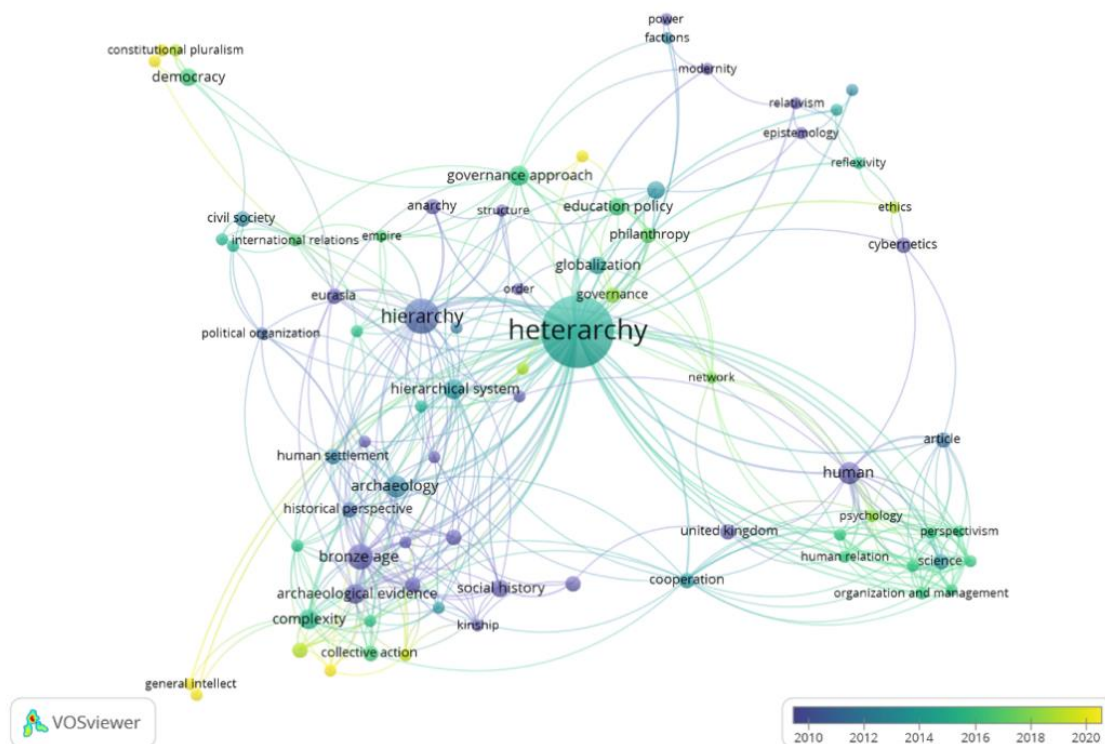 power
factions
constitutional pluralism
democracy
modernity
relativism
epistemology
reflexivity
governance approach
anarchy
structure
education policy
ethics
civil society
international relations
empire
philanthropy
cybernetics
globalization
eurasia
order
governance
hierarchy
heterarchy
political organization
network
hierarchical system
article
human settlement
human
archaeology
historical perspective
psychology
united kingdom
perspectivism
bronze age
human relation
science
cooperation
archaeological evidence
social history
organization and management
complexity
kinship
collective action
general intellect
VOSviewer
2010 2012 2014 2016 2018 2020